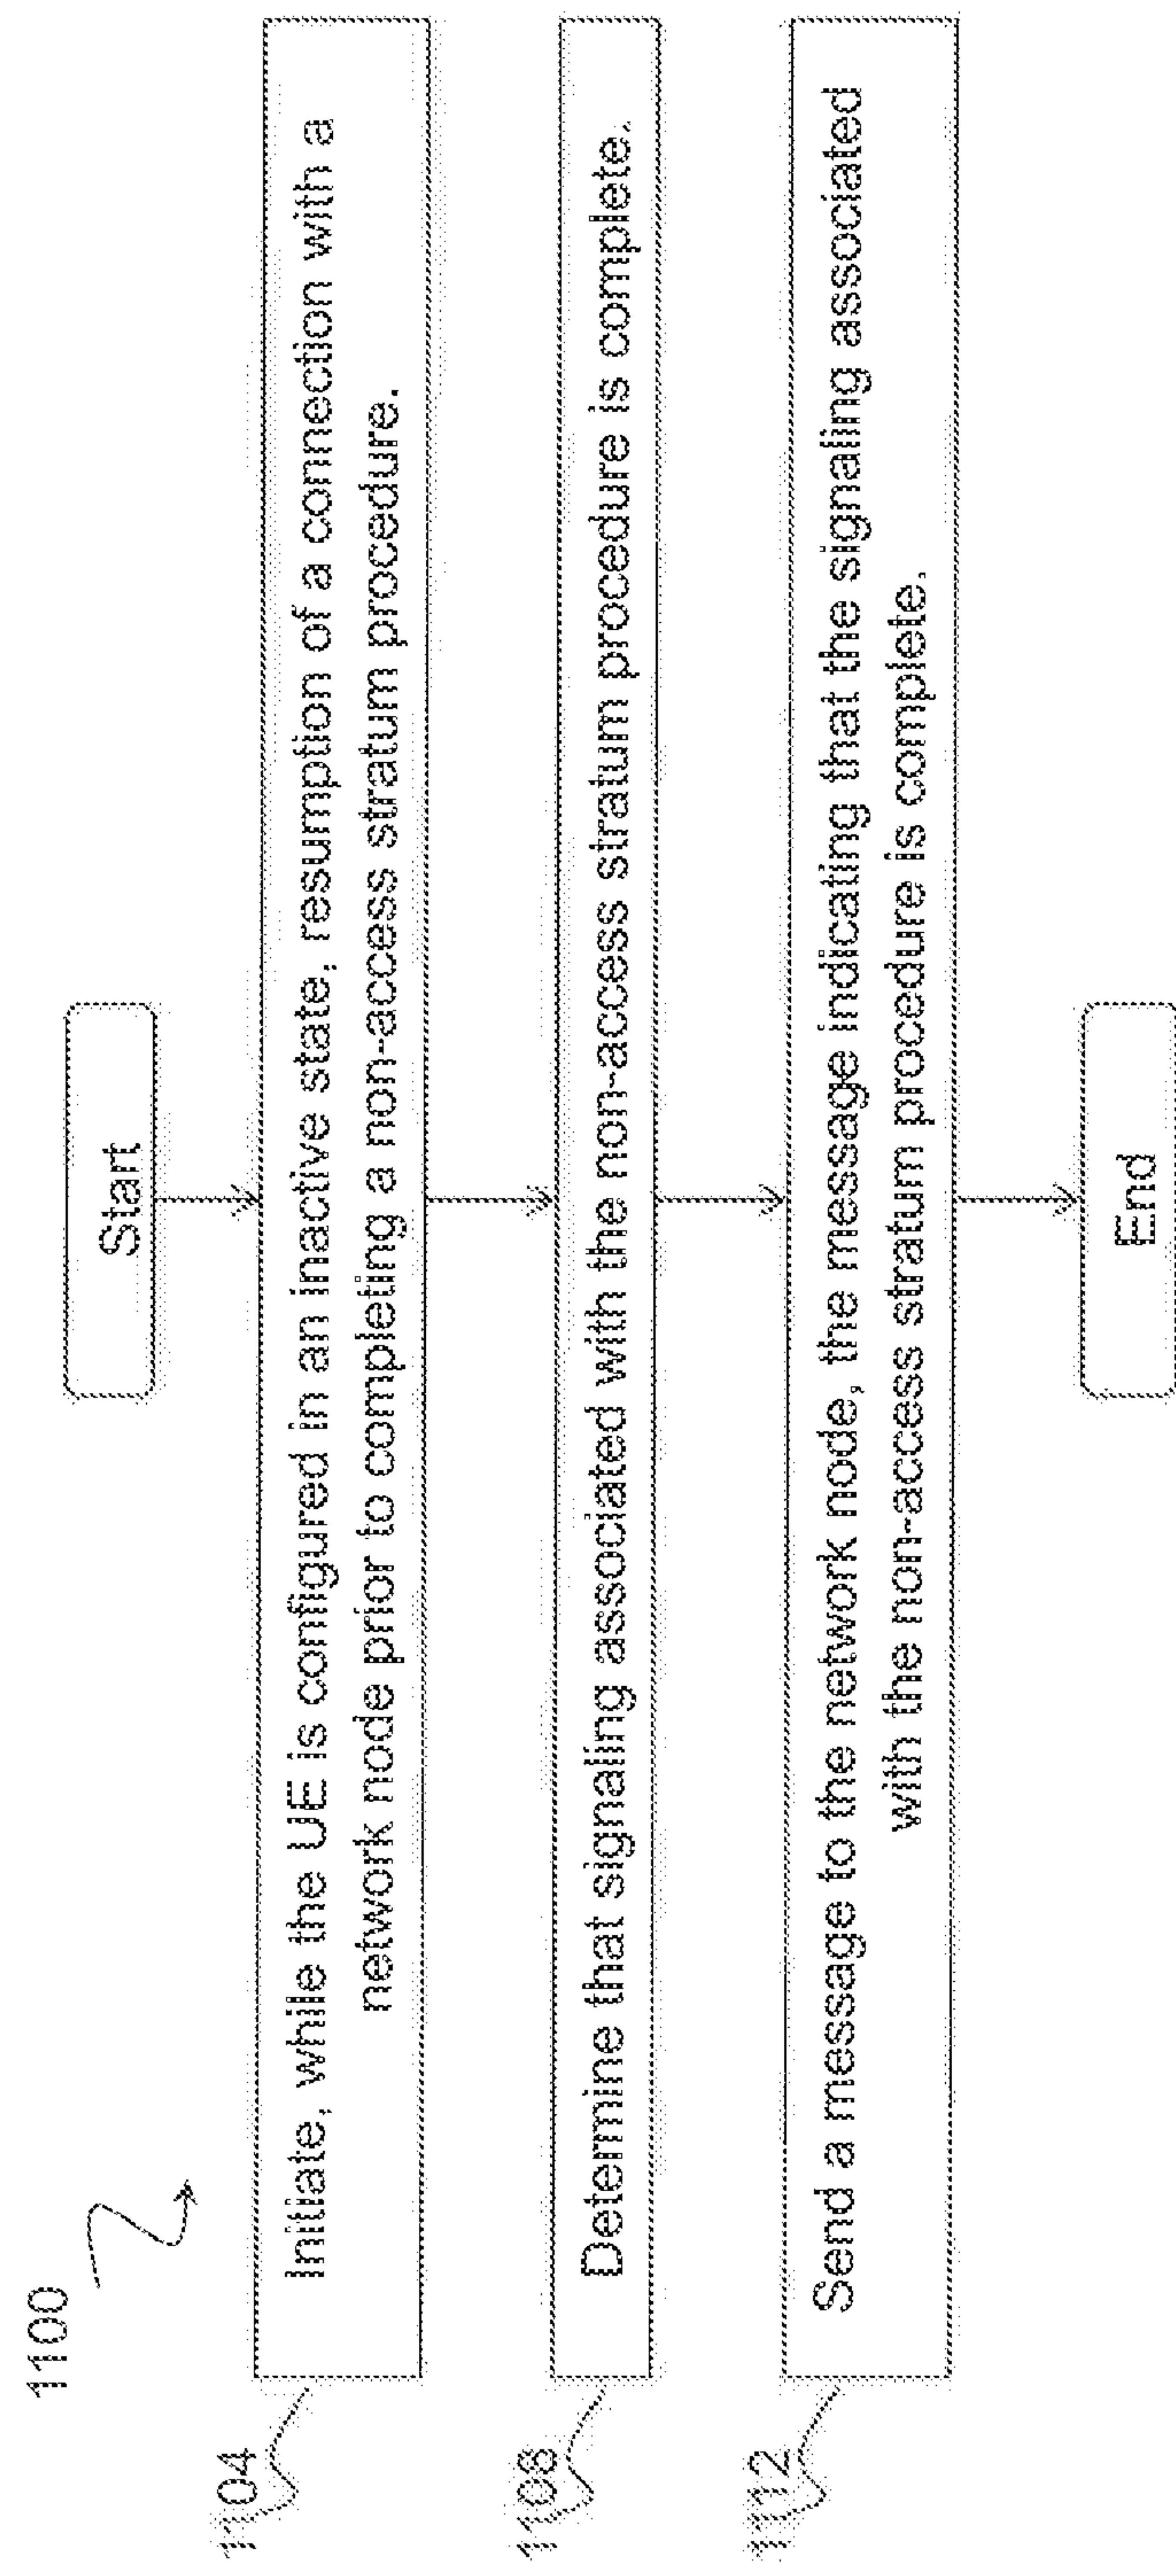 1100
Start
1104
Initiate, while the UE is configured in an inactive state, resumption of a connection with a
network node prior to completing a non-access stratum procedure.
1108
Determine that signaling associated with the non-access stratum procedure is complete.
1112
Send a message to the network node, the message indicating that the signaling associated
with the non-access stratum procedure is complete.
End